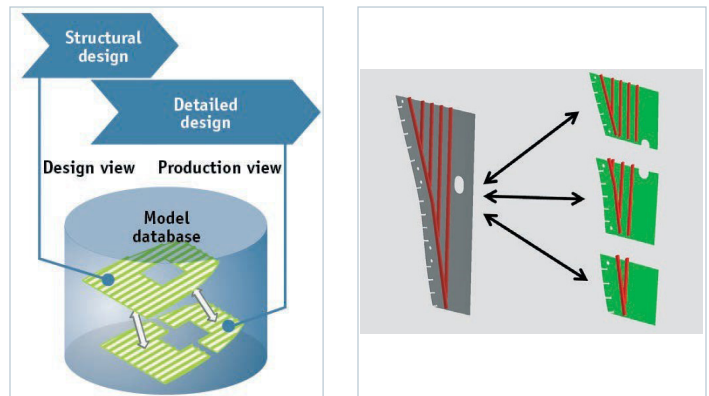 Structural
design
Detailed
design
Design view
Production view
Model
database